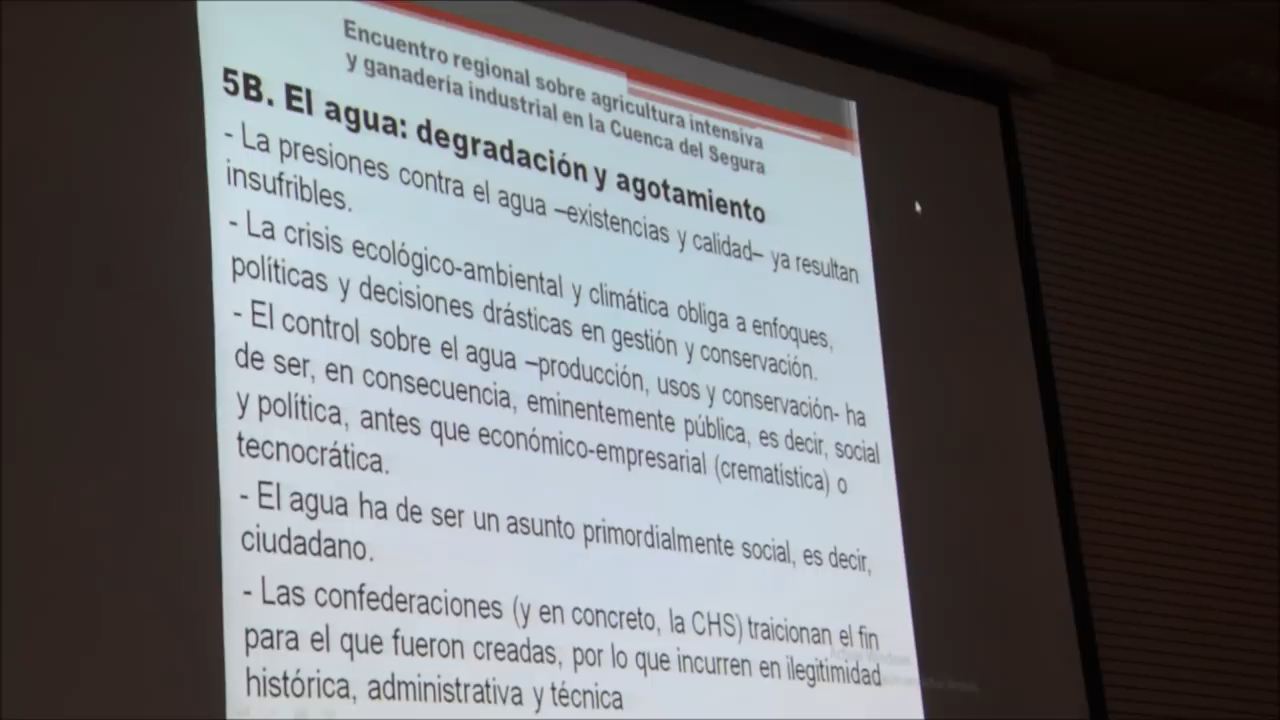 Encuentro regional sobre agricultura intensiva
y ganadería industrial en la Cuenca del Segura
5B. El agua: degradación y agotamiento
- La presiones contra el agua –existencias y calidad– ya resultan
insufribles.
- La crisis ecológico-ambiental y climática obliga a enfoques,
políticas y decisiones drásticas en gestión y conservación.
- El control sobre el agua –producción, usos y conservación- ha
de ser, en consecuencia, eminentemente pública, es decir, social
y política, antes que económico-empresarial (crematística) o
tecnocrática.
- El agua ha de ser un asunto primordialmente social, es decir,
ciudadano.
- Las confederaciones (y en concreto, la CHS) traicionan el fin
para el que fueron creadas, por lo que incurren en ilegitimidad
histórica, administrativa y técnica